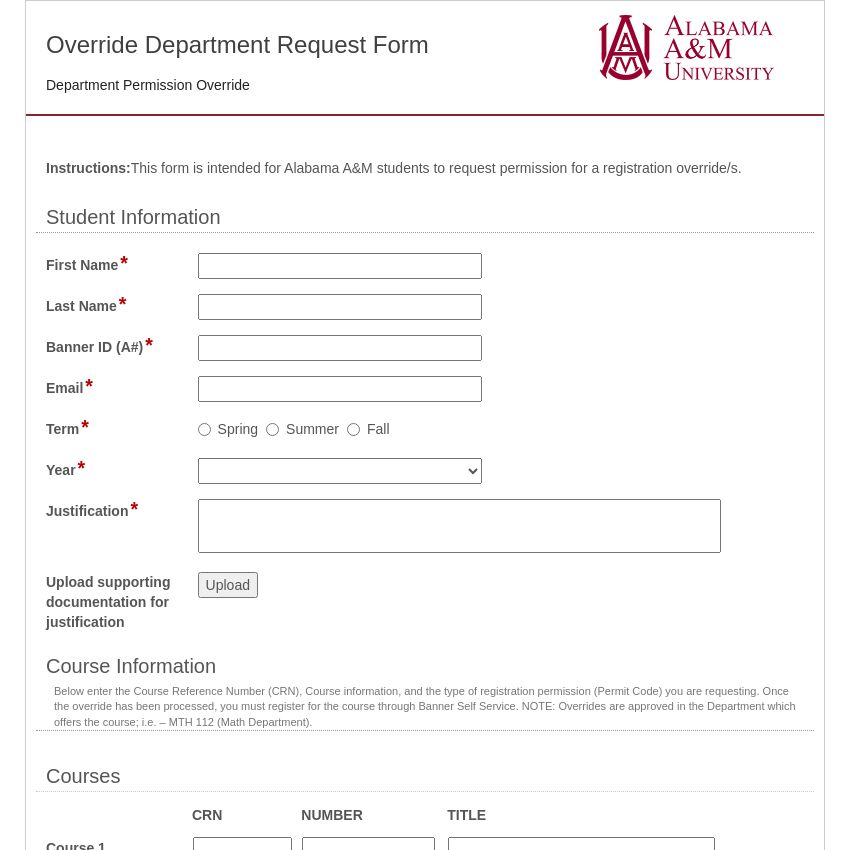 Override Department Request Form
ALABAMA
A&M
UNIVERSITY
Department Permission Override
Instructions:This form is intended for Alabama A&M students to request permission for a registration override/s.
Student Information
First Name*
Last Name*
Banner ID (A#)*
Email*
Term* Spring Summer Fall
Year*
Justification*
Upload supporting documentation for justification Upload
Course Information
Below enter the Course Reference Number (CRN), Course information, and the type of registration permission (Permit Code) you are requesting. Once
the override has been processed, you must register for the course through Banner Self Service. NOTE: Overrides are approved in the Department which
offers the course; i.e. – MTH 112 (Math Department).
Courses
CRN NUMBER TITLE
Course 1